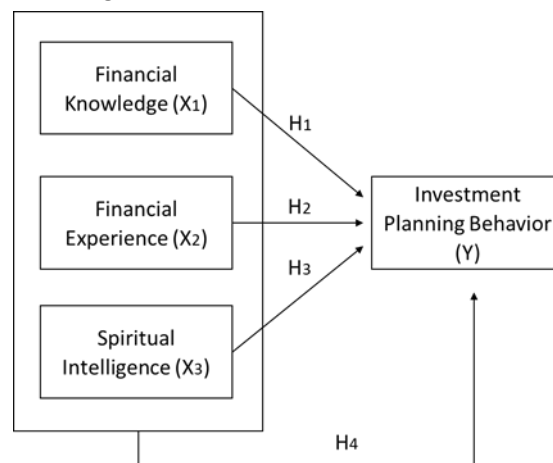 Financial
Knowledge (X1)
H1
Financial
Experience (X2)
H2
Investment
Planning Behavior
(Y)
H3
Spiritual
Intelligence (X3)
H4